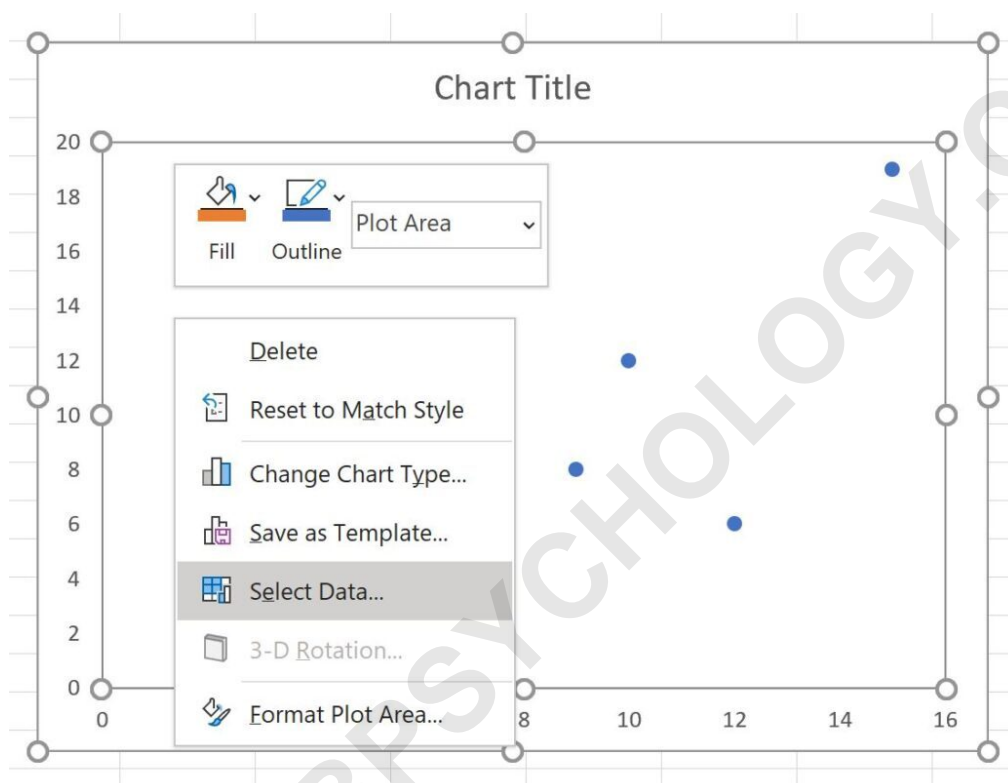 Chart Title
20
18
16
14
12
10
8
6
4
2
0
Fill
Outline
Plot Area
Delete
Reset to Match Style
Change Chart Type...
Save as Template...
Select Data...
3-D Rotation...
Format Plot Area...
0 8 10 12 14 16
PSYCHOLOGY.